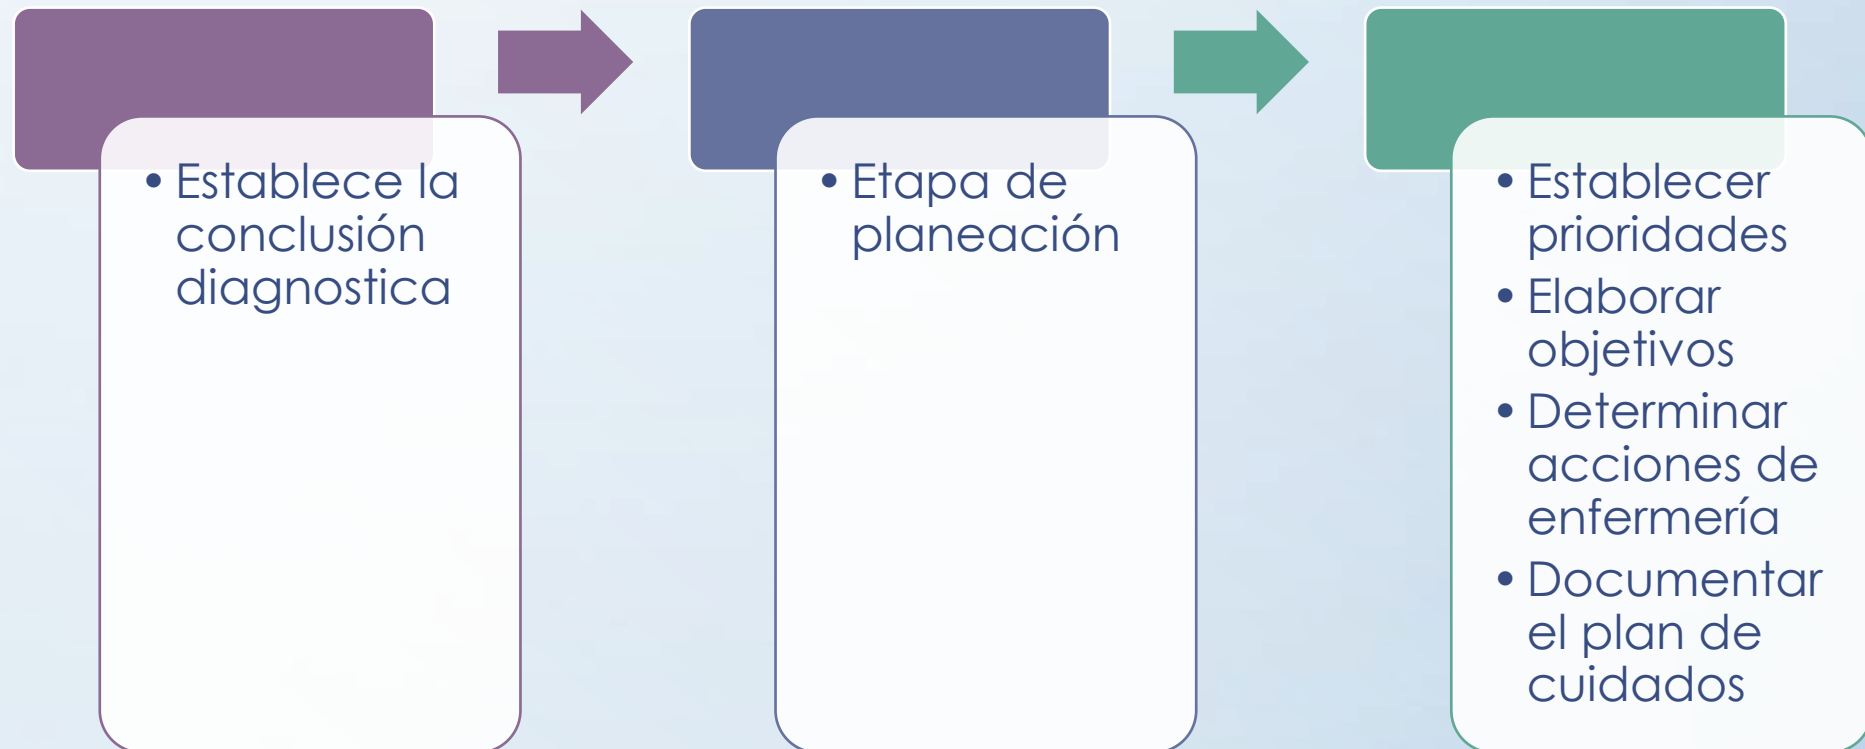 • Establece la
conclusión
diagnostica
• Etapa de
planeación
• Establecer
prioridades
• Elaborar
objetivos
• Determinar
acciones de
enfermería
• Documentar
el plan de
cuidados